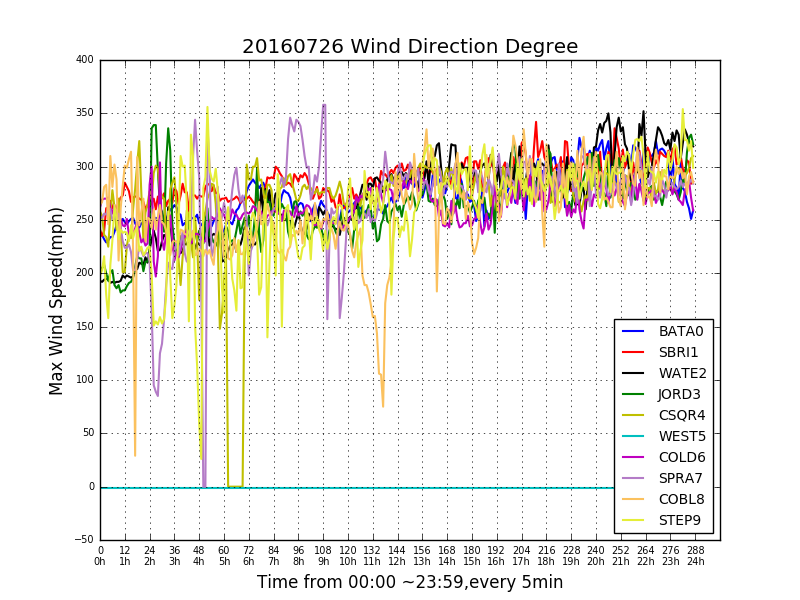 20160726 Wind Direction Degree
Max Wind Speed(mph)
400
350
300
250
200
150
100
50
0
−50
BATA0
SBRI1
WATE2
JORD3
CSQR4
WEST5
COLD6
SPRA7
COBL8
STEP9
0 12 24 36 48 60 72 84 96 108 120 132 144 156 168 180 192 204 216 228 240 252 264 276 288
0h 1h 2h 3h 4h 5h 6h 7h 8h 9h 10h 11h 12h 13h 14h 15h 16h 17h 18h 19h 20h 21h 22h 23h 24h
Time from 00:00 ~23:59,every 5min